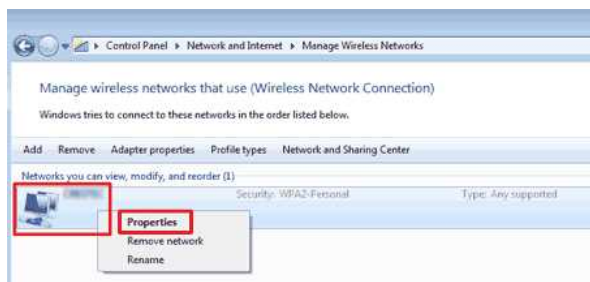 Control Panel ▸ Network and Internet ▸ Manage Wireless Networks
Manage wireless networks that use (Wireless Network Connection)
Windows tries to connect to these networks in the order listed below.
Add Remove Adapter properties Profile types Network and Sharing Center
Networks you can view, modify, and reorder (1)
Security: WPA2-Personal Type: Any supported
Properties
Remove network
Rename